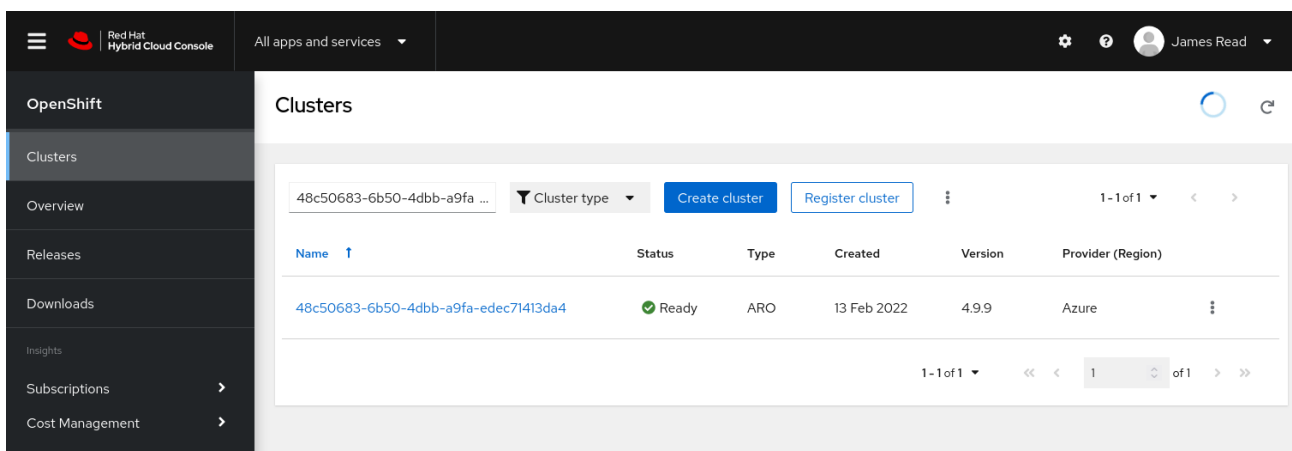 Red Hat
Hybrid Cloud Console
All apps and services
James Read
OpenShift
Clusters
Overview
Releases
Downloads
Insights
Subscriptions
Cost Management
Clusters
48c50683-6b50-4dbb-a9fa ...
Cluster type
Create cluster
Register cluster
1-1 of 1
Name Status Type Created Version Provider (Region)
48c50683-6b50-4dbb-a9fa-edec71413da4 Ready ARO 13 Feb 2022 4.9.9 Azure
1-1 of 1
1 of 1